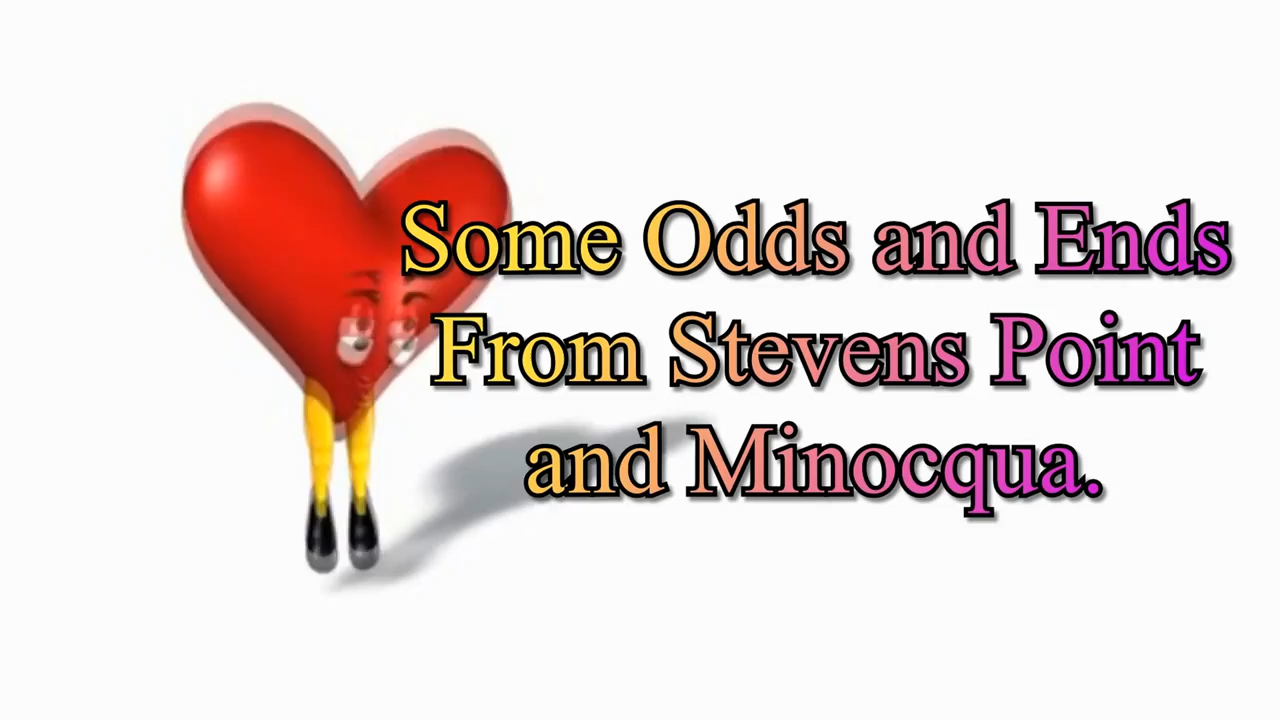 Some Odds and Ends
From Stevens Point
and Minocqua.